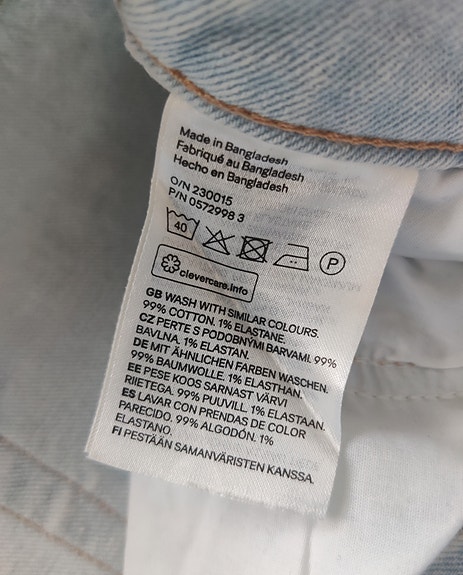 Made in Bangladesh
Fabriqué au Bangladesh
Hecho en Bangladesh
O/N 230015
P/N 0572998 3
40
P
clevercare.info
GB WASH WITH SIMILAR COLOURS.
99% COTTON. 1% ELASTANE.
CZ PERTE S PODOBNÝMI BARVAMI. 99%
BAVLNA. 1% ELASTAN.
DE MIT ÄHNLICHEN FARBEN WASCHEN.
99% BAUMWOLLE. 1% ELASTHAN.
EE PESE KOOS SARNAST VÄRVI
RIIETEGA. 99% PUUVILL. 1% ELASTAAN.
ES LAVAR CON PRENDAS DE COLOR
PARECIDO. 99% ALGODÓN. 1%
ELASTANO.
FI PESTÄÄN SAMANVÄRISTEN KANSSA.